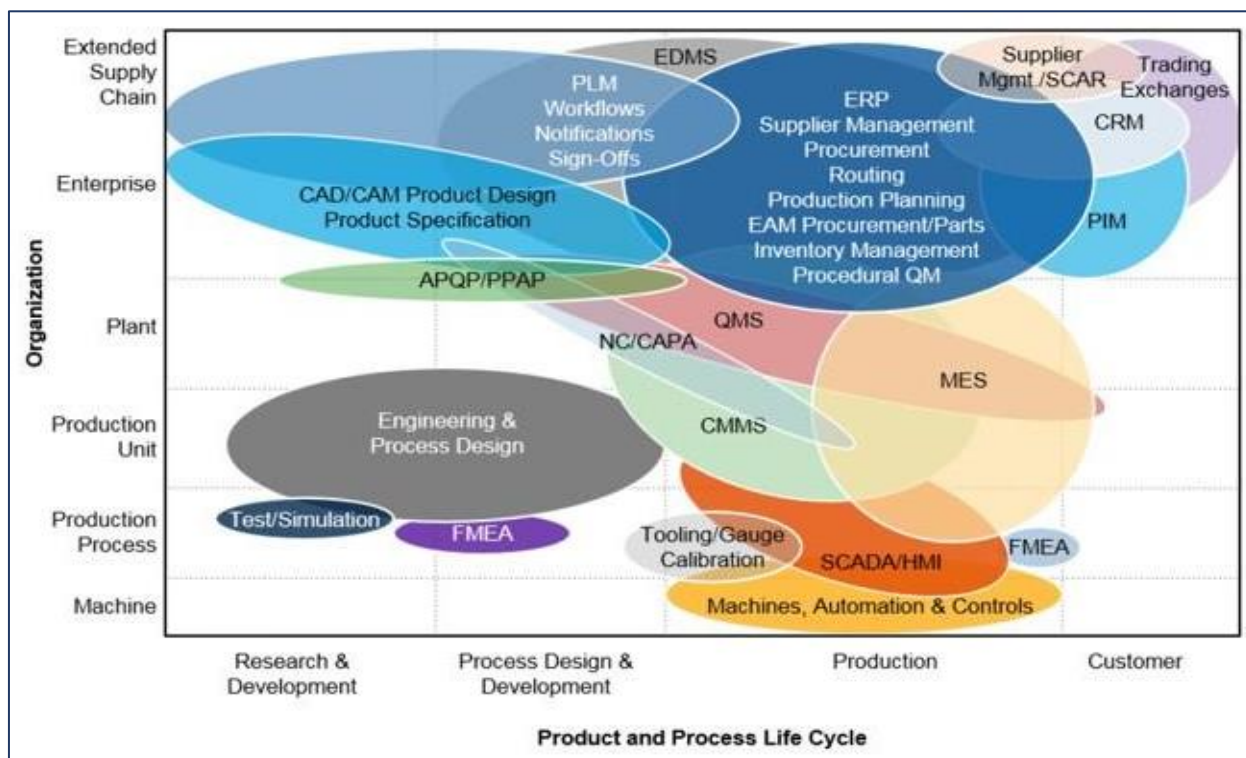 Extended
Supply
Chain
Enterprise
Plant
Production
Unit
Production
Process
Machine
Organization
EDMS
PLM
Workflows
Notifications
Sign-Offs
ERP
Supplier Management
Procurement
Routing
Production Planning
EAM Procurement/Parts
Inventory Management
Procedural QM
Supplier
Mgmt./SCAR
Trading
Exchanges
CRM
PIM
CAD/CAM Product Design
Product Specification
APQP/PPAP
QMS
NC/CAPA
MES
CMMS
Engineering &
Process Design
Test/Simulation
FMEA
Tooling/Gauge
Calibration
SCADA/HMI
FMEA
Machines, Automation & Controls
Research &
Development
Process Design &
Development
Production
Customer
Product and Process Life Cycle